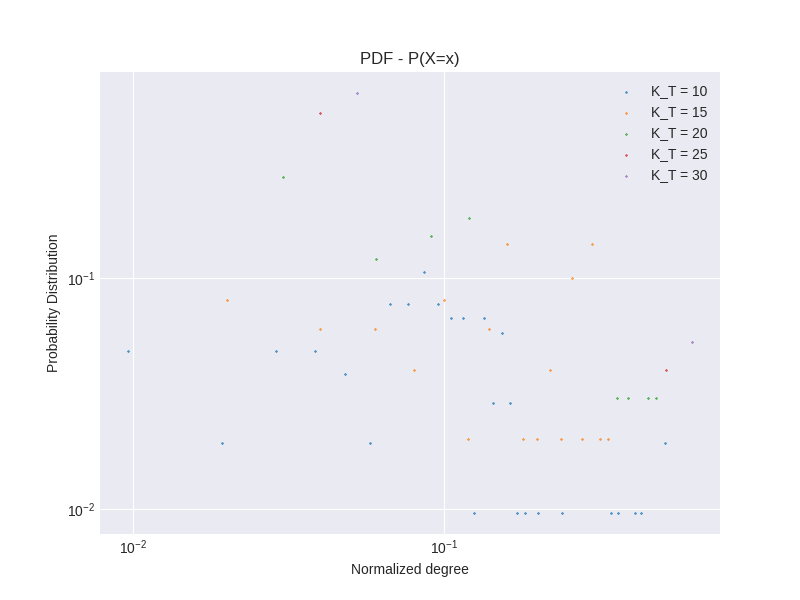 PDF - P(X=x)
K_T = 10
K_T = 15
K_T = 20
K_T = 25
K_T = 30
Probability Distribution
10⁻¹
10⁻²
10⁻²
10⁻¹
Normalized degree